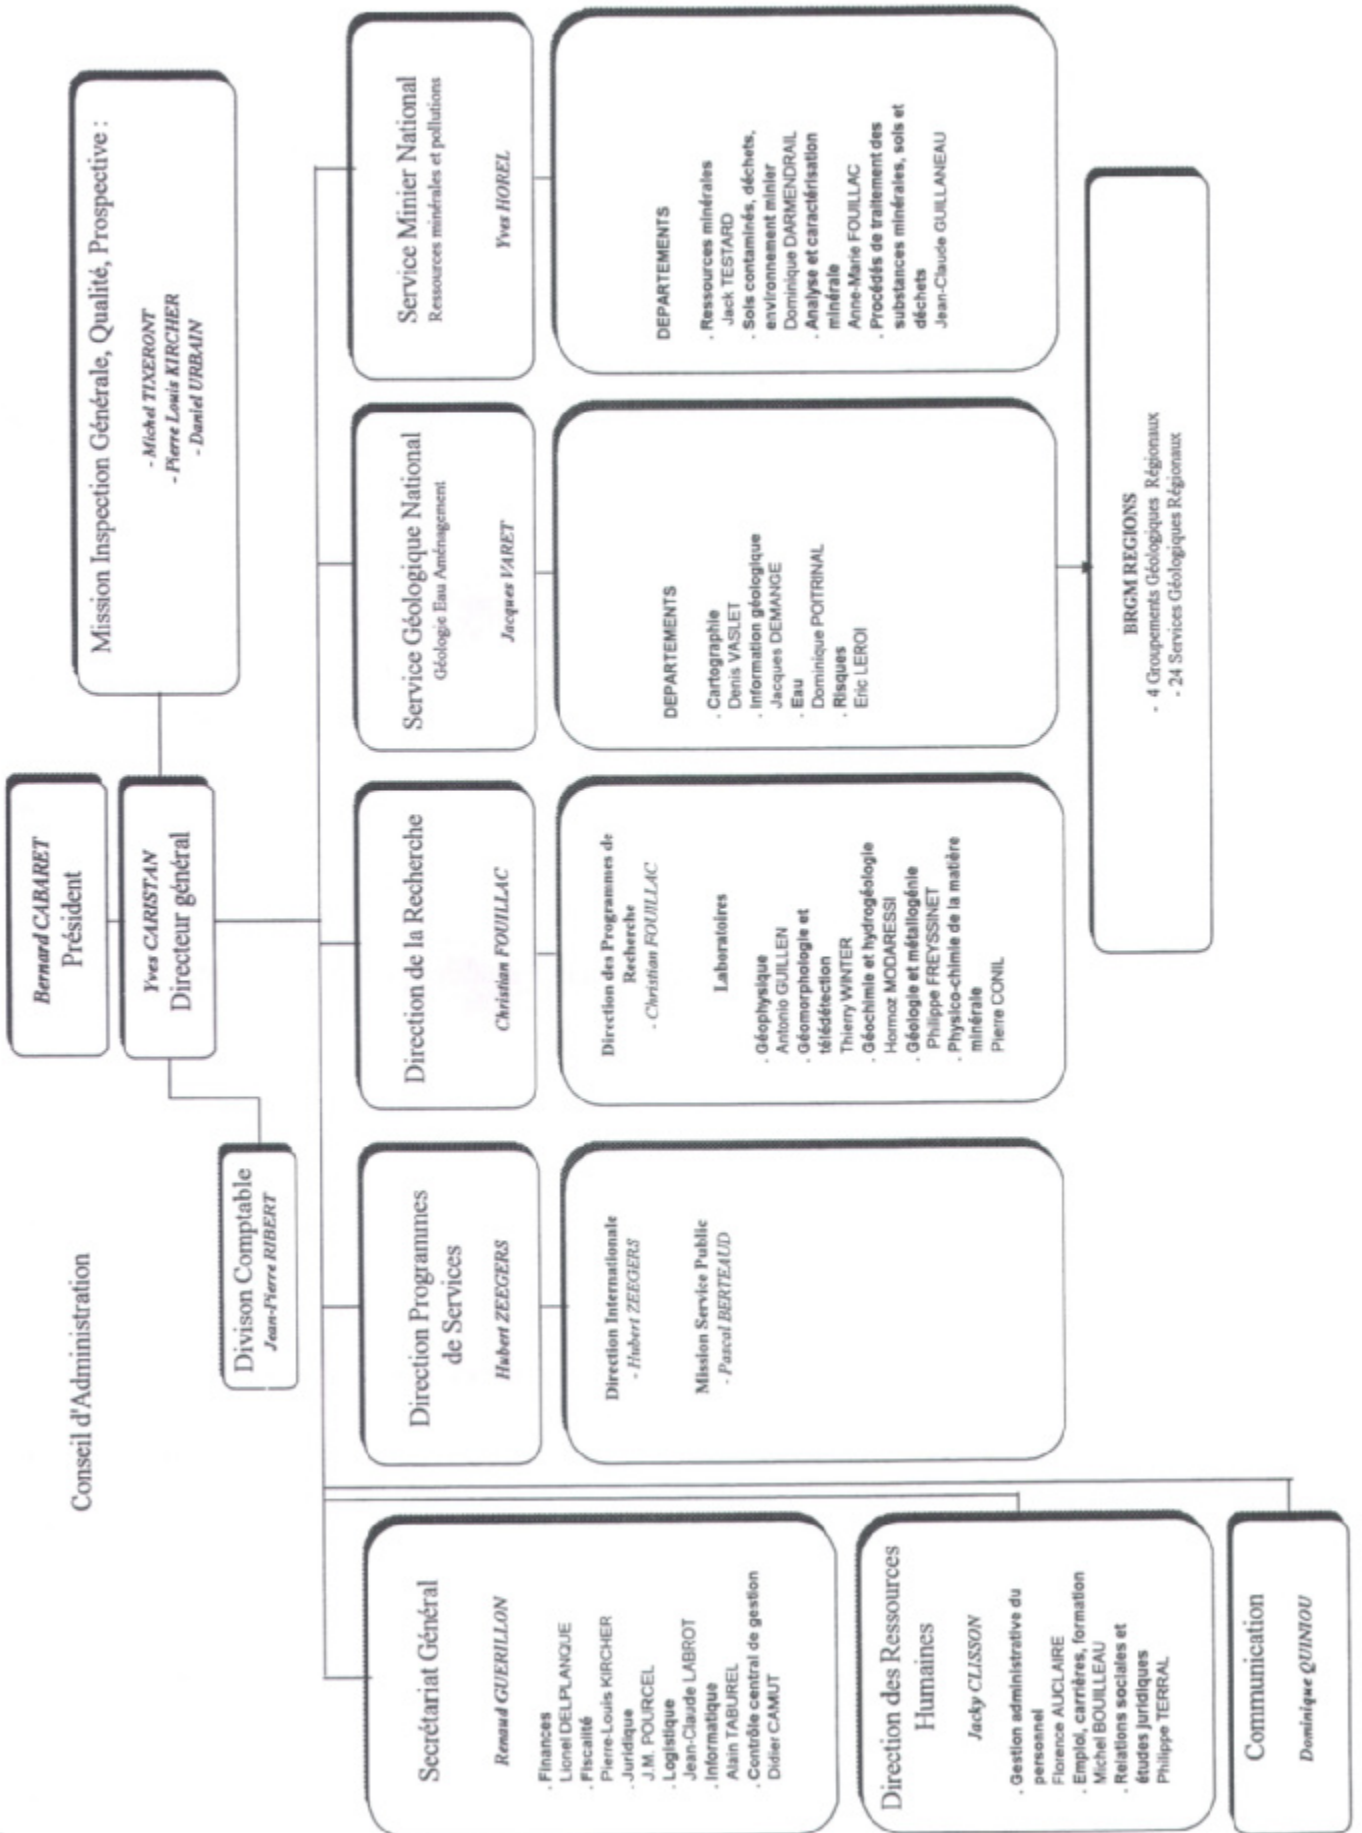 Conseil d'Administration
Bernard CABARET
Président
Yves CARISTAN
Directeur général
Mission Inspection Générale, Qualité, Prospective :
- Michel TIXERONT
- Pierre Louis KIRCHER
- Daniel URBAIN
Divison Comptable
Jean-Pierre RIBERT
Secrétariat Général
Renaud GUERILLON
. Finances
Lionel DELPLANQUE
. Fiscalité
Pierre-Louis KIRCHER
. Juridique
J.M. POURCEL
. Logistique
Jean-Claude LABROT
. Informatique
Alain TABUREL
. Contrôle central de gestion
Didier CAMUT
Direction des Ressources
Humaines
Jacky CLISSON
. Gestion administrative du
personnel
Florence AUCLAIRE
. Emploi, carrières, formation
Michel BOUILLEAU
. Relations sociales et
études juridiques
Philippe TERRAL
Communication
Dominique QUINIOU
Direction Programmes
de Services
Hubert ZEEGERS
Direction Internationale
- Hubert ZEEGERS
Mission Service Public
- Pascal BERTEAUD
Direction de la Recherche
Christian FOUILLAC
Direction des Programmes de
Recherche
- Christian FOUILLAC
Laboratoires
. Géophysique
Antonio GUILLEN
. Géomorphologie et
télédétection
Thierry WINTER
. Géochimie et hydrogéologie
Hormoz MODARESSI
. Géologie et métallogénie
Philippe FREYSSINET
. Physico-chimie de la matière
minérale
Pierre CONIL
Service Géologique National
Géologie Eau Aménagement
Jacques VARET
DEPARTEMENTS
. Cartographie
Denis VASLET
. Information géologique
Jacques DEMANGE
. Eau
Dominique POITRINAL
. Risques
Eric LEROI
Service Minier National
Ressources minérales et pollutions
Yves HOREL
DEPARTEMENTS
. Ressources minérales
Jack TESTARD
. Sols contaminés, déchets,
environnement minier
Dominique DARMENDRAIL
. Analyse et caractérisation
minérale
Anne-Marie FOUILLAC
. Procédés de traitement des
substances minérales, sols et
déchets
Jean-Claude GUILLANEAU
BRGM REGIONS
- 4 Groupements Géologiques Régionaux
- 24 Services Géologiques Régionaux